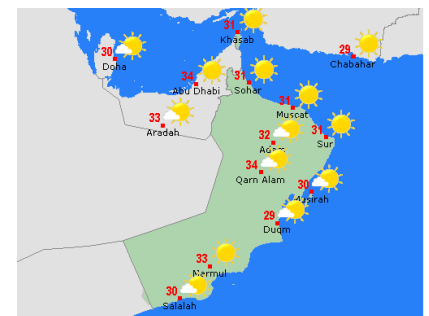 31
Khasab
30
Doha
29
Chabahar
34
Abu Dhabi
31
Sohar
31
Muscat
33
Aradah
32
Adam
31
Sur
34
Qarn Alam
30
Masirah
29
Duqm
33
Marmul
30
Salalah